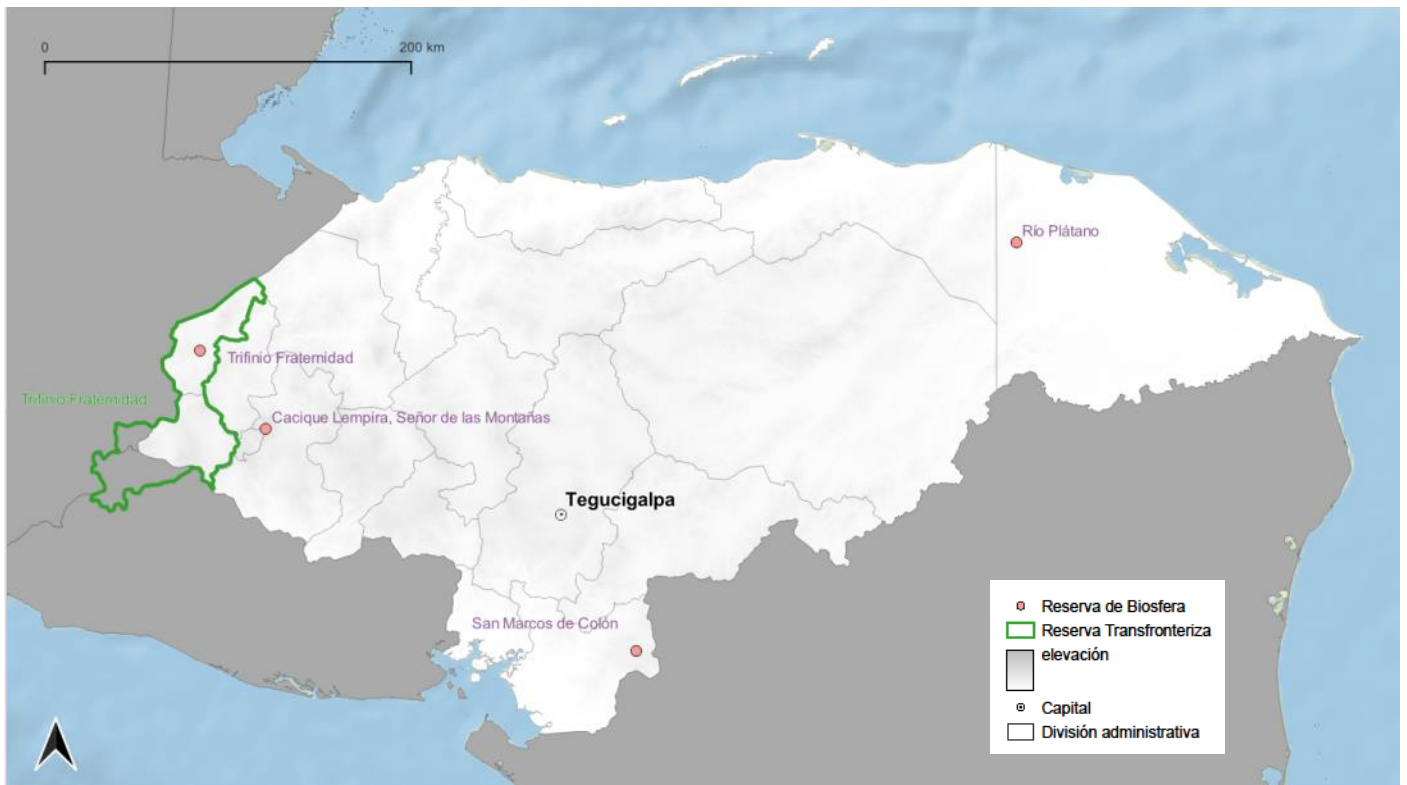 0
200 km
Río Plátano
Trifinio Fraternidad
Trifinio Fraternidad
Cacique Lempira, Señor de las Montañas
Tegucigalpa
San Marcos de Colón
Reserva de Biosfera
Reserva Transfronteriza
elevación
Capital
División administrativa